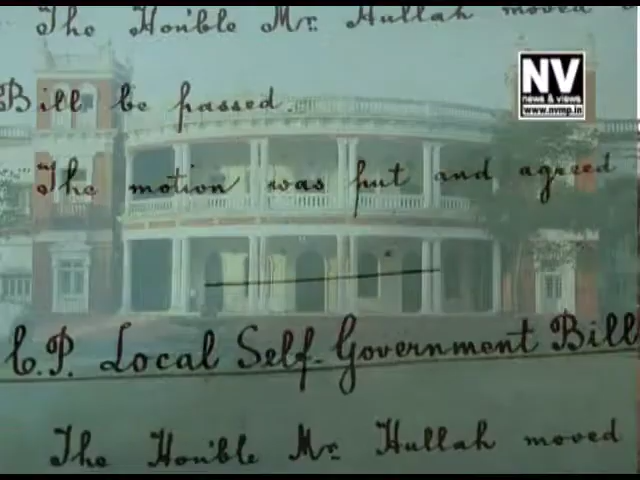 "The Hon'ble Mr. Hullah moved
Bill be passed.
NV
news & views
www.nvmp.in
"The motion was put and agreed
C.P. Local Self-Government Bill
The Hon'ble Mr. Hullah moved